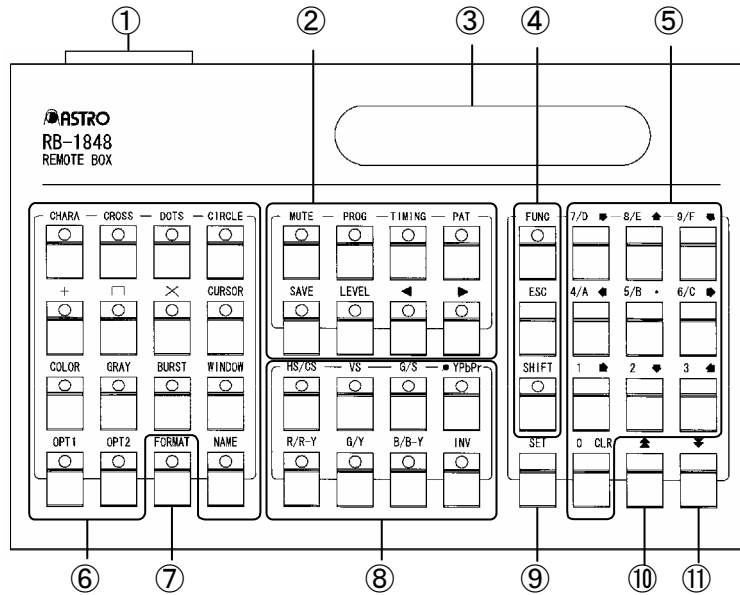 ① ② ③ ④ ⑤
ASTRO
RB-1848
REMOTE BOX
CHARA CROSS DOTS CIRCLE MUTE PROG TIMING PAT FUNC 7/D 8/E 9/F
+ □ × CURSOR SAVE LEVEL ◀ ▶ ESC 4/A 5/B · 6/C
COLOR GRAY BURST WINDOW HS/CS VS G/S ● YPbPr SHIFT 1 2 3
OPT1 OPT2 FORMAT NAME R/R-Y G/Y B/B-Y INV SET 0 CLR
⑥ ⑦ ⑧ ⑨ ⑩ ⑪